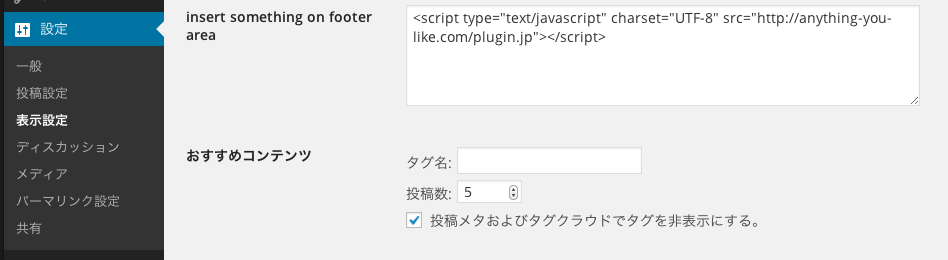 設定
一般
投稿設定
表示設定
ディスカッション
メディア
パーマリンク設定
共有
insert something on footer
area
<script type="text/javascript" charset="UTF-8" src="http://anything-you-
like.com/plugin.jp"></script>
おすすめコンテンツ
タグ名:
投稿数: 5
投稿メタおよびタグクラウドでタグを非表示にする。